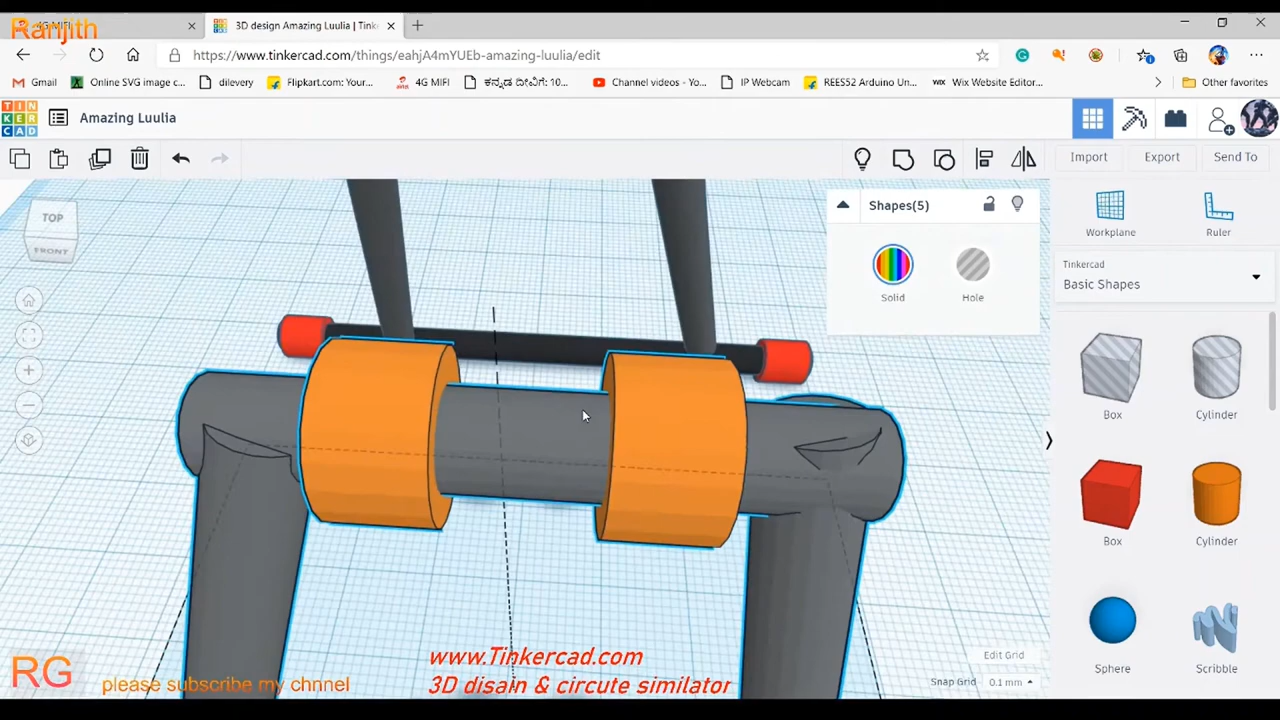 Ranjith
3D design Amazing Luulia | Tink
https://www.tinkercad.com/things/eahjA4mYUEb-amazing-luulia/edit
Gmail
Online SVG image c...
dilevery
Flipkart.com: Your...
4G MIFI
ಕನ್ನಡ ದೀವಿಗೆ: 10...
Channel videos - Yo...
IP Webcam
REES52 Arduino Un...
WIX Wix Website Editor...
Other favorites
TIN
KER
CAD
Amazing Luulia
Import
Export
Send To
TOP
FRONT
Shapes(5)
Solid
Hole
Workplane
Ruler
Tinkercad
Basic Shapes
Box
Cylinder
Box
Cylinder
Sphere
Scribble
Edit Grid
Snap Grid 0.1 mm
RG
please subscribe my chnnel
www.Tinkercad.com
3D disain & circute similator